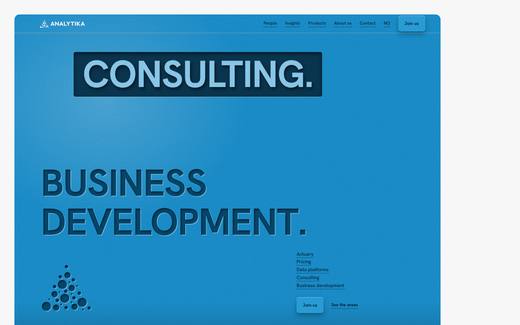 ANALYTIKA
People Insights Products About us Contact NO Join us
CONSULTING.
BUSINESS
DEVELOPMENT.
Actuary
Pricing
Data platforms
Consulting
Business development
Join us See the areas